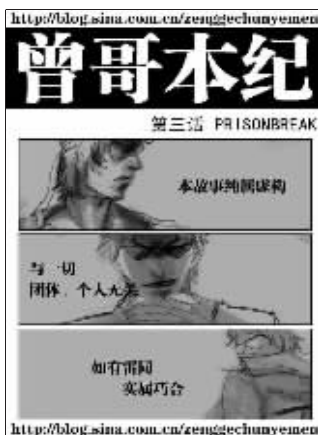 http://blog.sina.com.cn/zenggechunyemen
曾哥本纪
第三话 PRISONBREAK
本故事纯属虚构
与一切
团体、个人无关
如有雷同
实属巧合
http://blog.sina.com.cn/zenggechunyemen